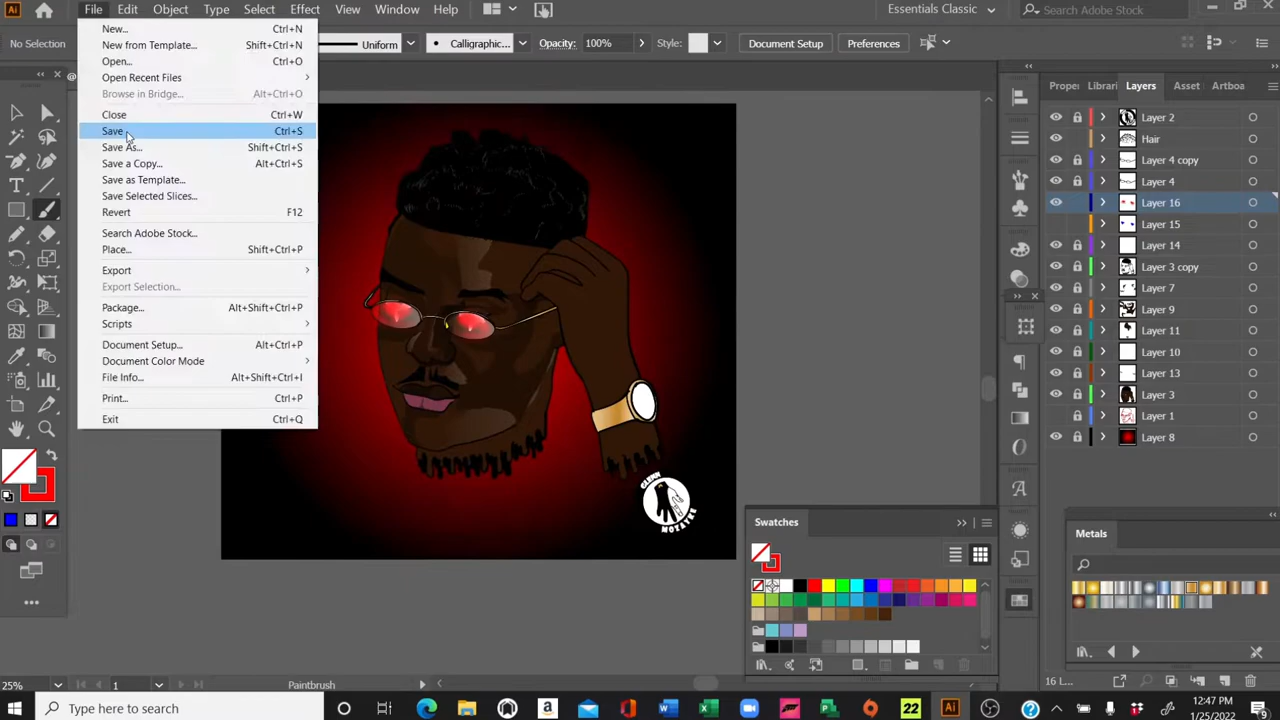 Ai File Edit Object Type Select Effect View Window Help Essentials Classic Search Adobe Stock
No Selection Uniform Calligraphic... Opacity: 100% Style: Document Setup Preferences
New... Ctrl+N
New from Template... Shift+Ctrl+N
Open... Ctrl+O
Open Recent Files
Browse in Bridge... Alt+Ctrl+O
Close Ctrl+W
Save Ctrl+S
Save As... Shift+Ctrl+S
Save a Copy... Alt+Ctrl+S
Save as Template...
Save Selected Slices...
Revert F12
Search Adobe Stock...
Place... Shift+Ctrl+P
Export
Export Selection...
Package... Alt+Shift+Ctrl+P
Scripts
Document Setup... Alt+Ctrl+P
Document Color Mode
File Info... Alt+Shift+Ctrl+I
Print... Ctrl+P
Exit Ctrl+Q
Proper Librari Layers Asset Artboa
Layer 2
Hair
Layer 4 copy
Layer 4
Layer 16
Layer 15
Layer 14
Layer 3 copy
Layer 7
Layer 9
Layer 11
Layer 10
Layer 13
Layer 3
Layer 1
Layer 8
Swatches
Metals
16 L...
25% 1 Paintbrush
Type here to search
22
Ai
12:47 PM
1/25/2022